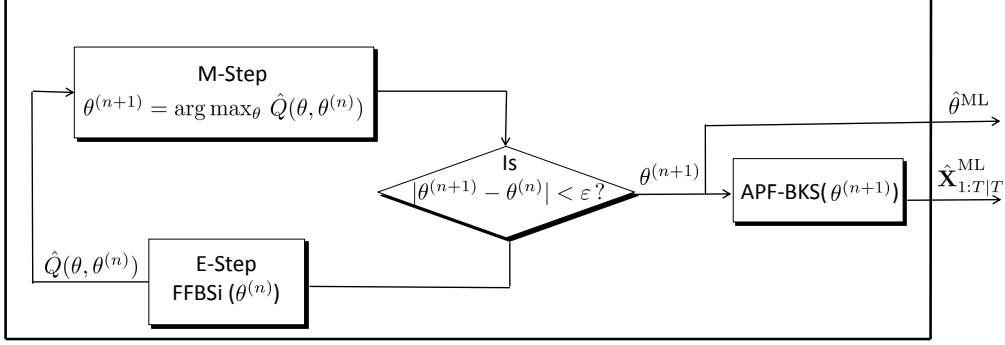 M-Step
θ^(n+1) = arg max_θ Q̂(θ, θ^(n))
Is
|θ^(n+1) − θ^(n)| < ε?
θ^(n+1)
θ̂^ML
APF-BKS(θ^(n+1))
X̂^ML_1:T|T
Q̂(θ, θ^(n))
E-Step
FFBSi (θ^(n))